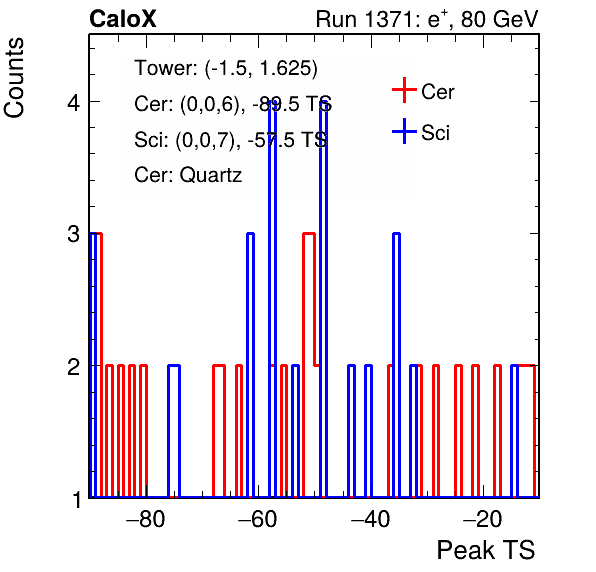 CaloX Run 1371: e⁺, 80 GeV
Counts
Tower: (-1.5, 1.625)
Cer: (0,0,6), -89.5 TS
Sci: (0,0,7), -57.5 TS
Cer: Quartz
Cer
Sci
4
3
2
1
−80 −60 −40 −20
Peak TS